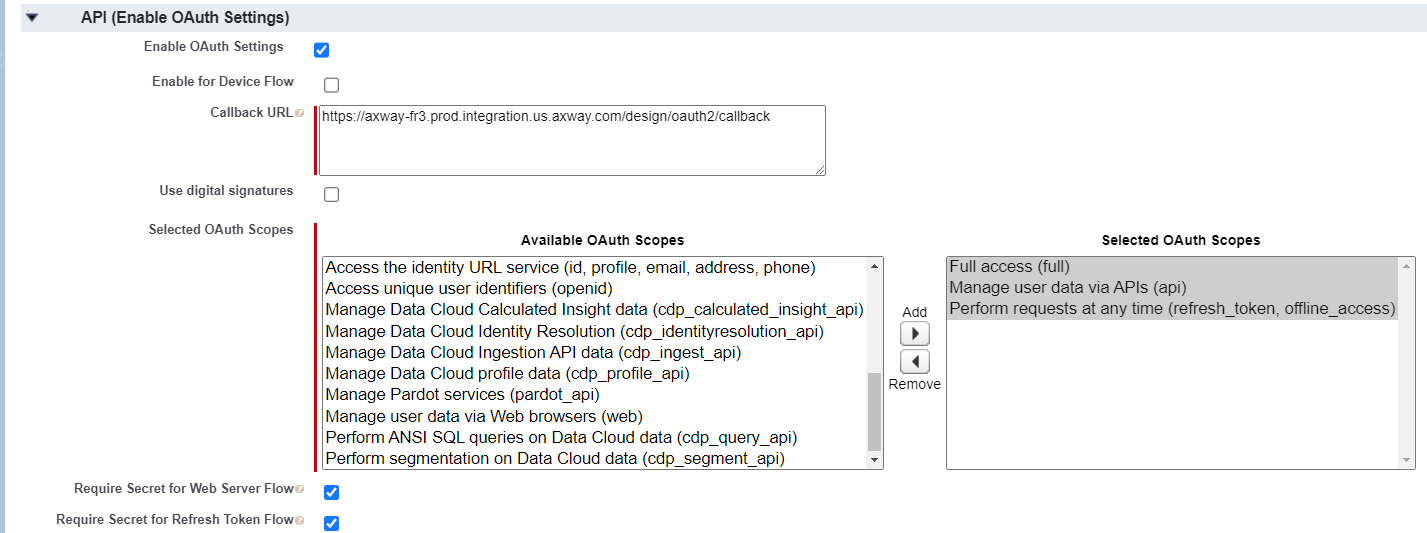 API (Enable OAuth Settings)
Enable OAuth Settings
Enable for Device Flow
Callback URL
https://axway-fr3.prod.integration.us.axway.com/design/oauth2/callback
Use digital signatures
Selected OAuth Scopes
Available OAuth Scopes
Access the identity URL service (id, profile, email, address, phone)
Access unique user identifiers (openid)
Manage Data Cloud Calculated Insight data (cdp_calculated_insight_api)
Manage Data Cloud Identity Resolution (cdp_identityresolution_api)
Manage Data Cloud Ingestion API data (cdp_ingest_api)
Manage Data Cloud profile data (cdp_profile_api)
Manage Pardot services (pardot_api)
Manage user data via Web browsers (web)
Perform ANSI SQL queries on Data Cloud data (cdp_query_api)
Perform segmentation on Data Cloud data (cdp_segment_api)
Add
Remove
Selected OAuth Scopes
Full access (full)
Manage user data via APIs (api)
Perform requests at any time (refresh_token, offline_access)
Require Secret for Web Server Flow
Require Secret for Refresh Token Flow